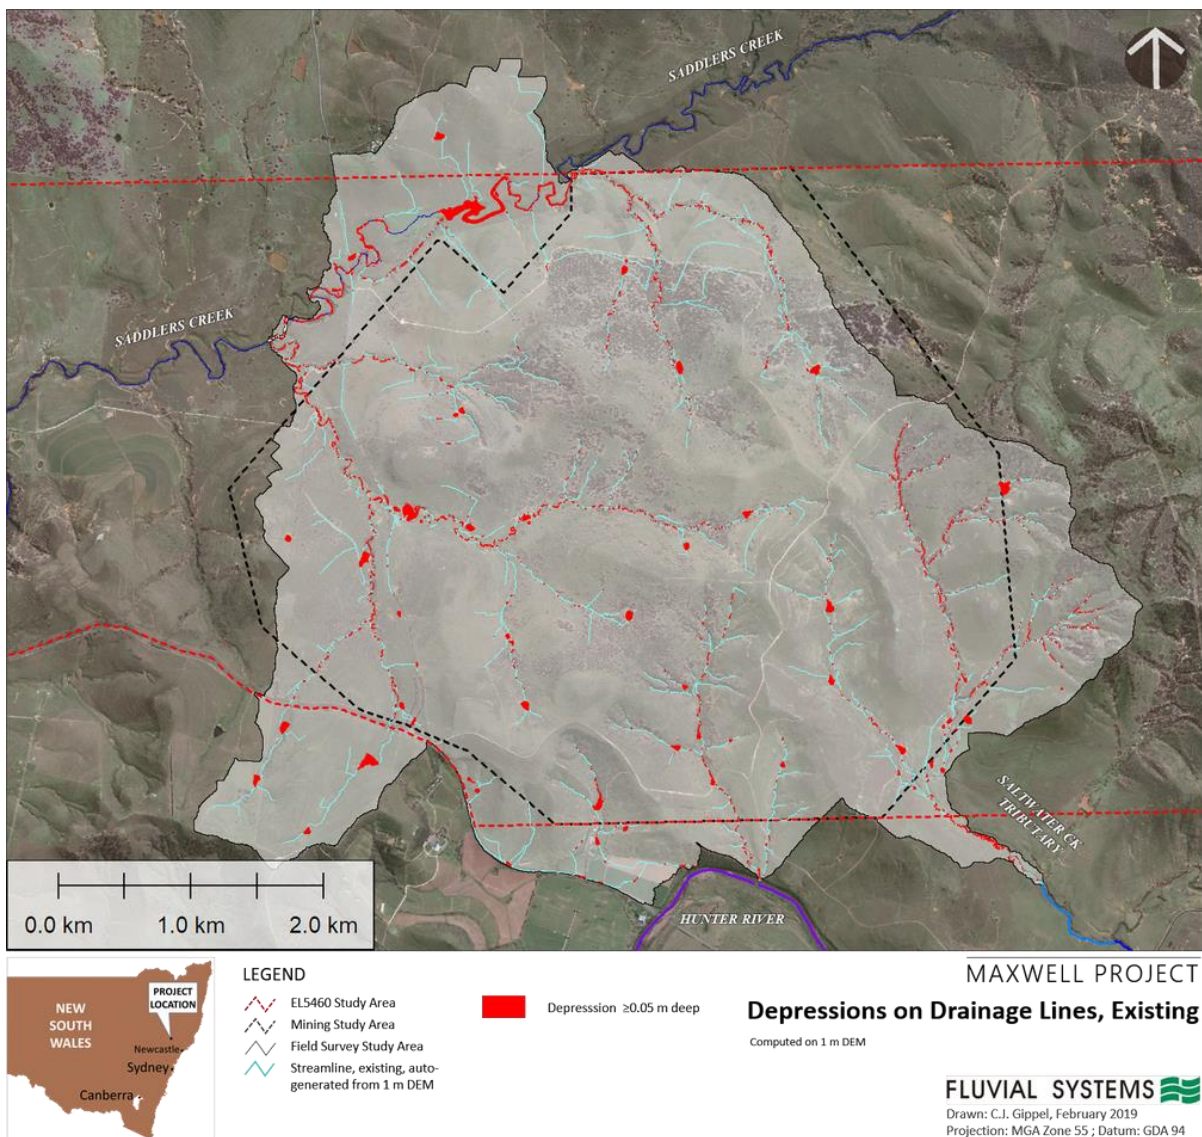 SADDLERS CREEK
SADDLERS CREEK
SALTWATER CK
TRIBUTARY
HUNTER RIVER
0.0 km 1.0 km 2.0 km
NEW
SOUTH
WALES
PROJECT
LOCATION
Newcastle
Sydney
Canberra
LEGEND
EL5460 Study Area
Mining Study Area
Field Survey Study Area
Streamline, existing, auto-
generated from 1 m DEM
Depresssion ≥0.05 m deep
MAXWELL PROJECT
Depressions on Drainage Lines, Existing
Computed on 1 m DEM
FLUVIAL SYSTEMS
Drawn: C.J. Gippel, February 2019
Projection: MGA Zone 55 ; Datum: GDA 94